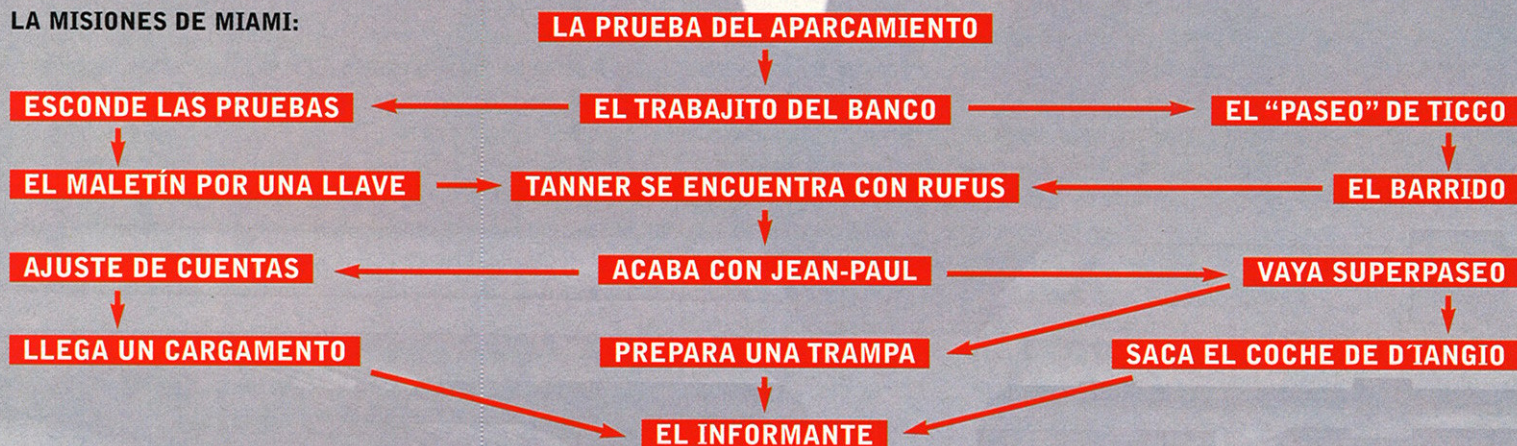 LA MISIONES DE MIAMI:
LA PRUEBA DEL APARCAMIENTO
ESCONDE LAS PRUEBAS
EL TRABAJITO DEL BANCO
EL “PASEO” DE TICCO
EL MALETÍN POR UNA LLAVE
TANNER SE ENCUENTRA CON RUFUS
EL BARRIDO
AJUSTE DE CUENTAS
ACABA CON JEAN-PAUL
VAYA SUPERPASEO
LLEGA UN CARGAMENTO
PREPARA UNA TRAMPA
SACA EL COCHE DE D´IANGIO
EL INFORMANTE